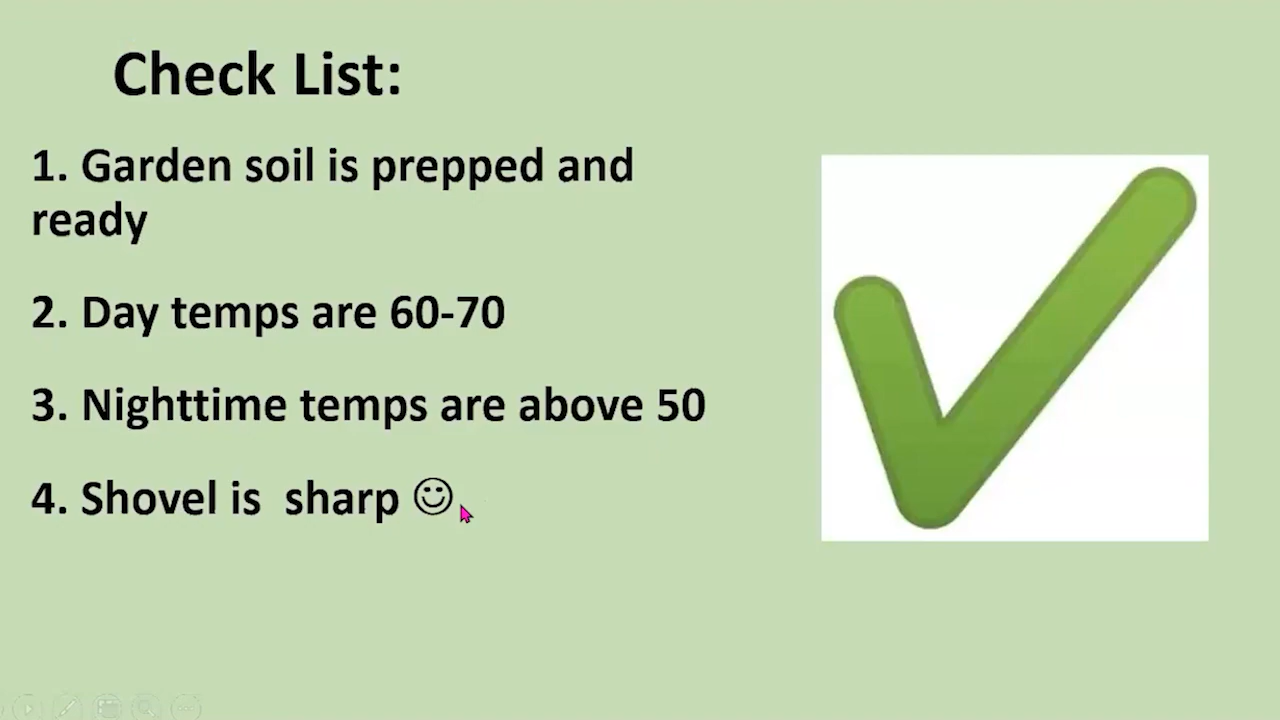 Check List:
1. Garden soil is prepped and
ready
2. Day temps are 60-70
3. Nighttime temps are above 50
4. Shovel is  sharp ☺